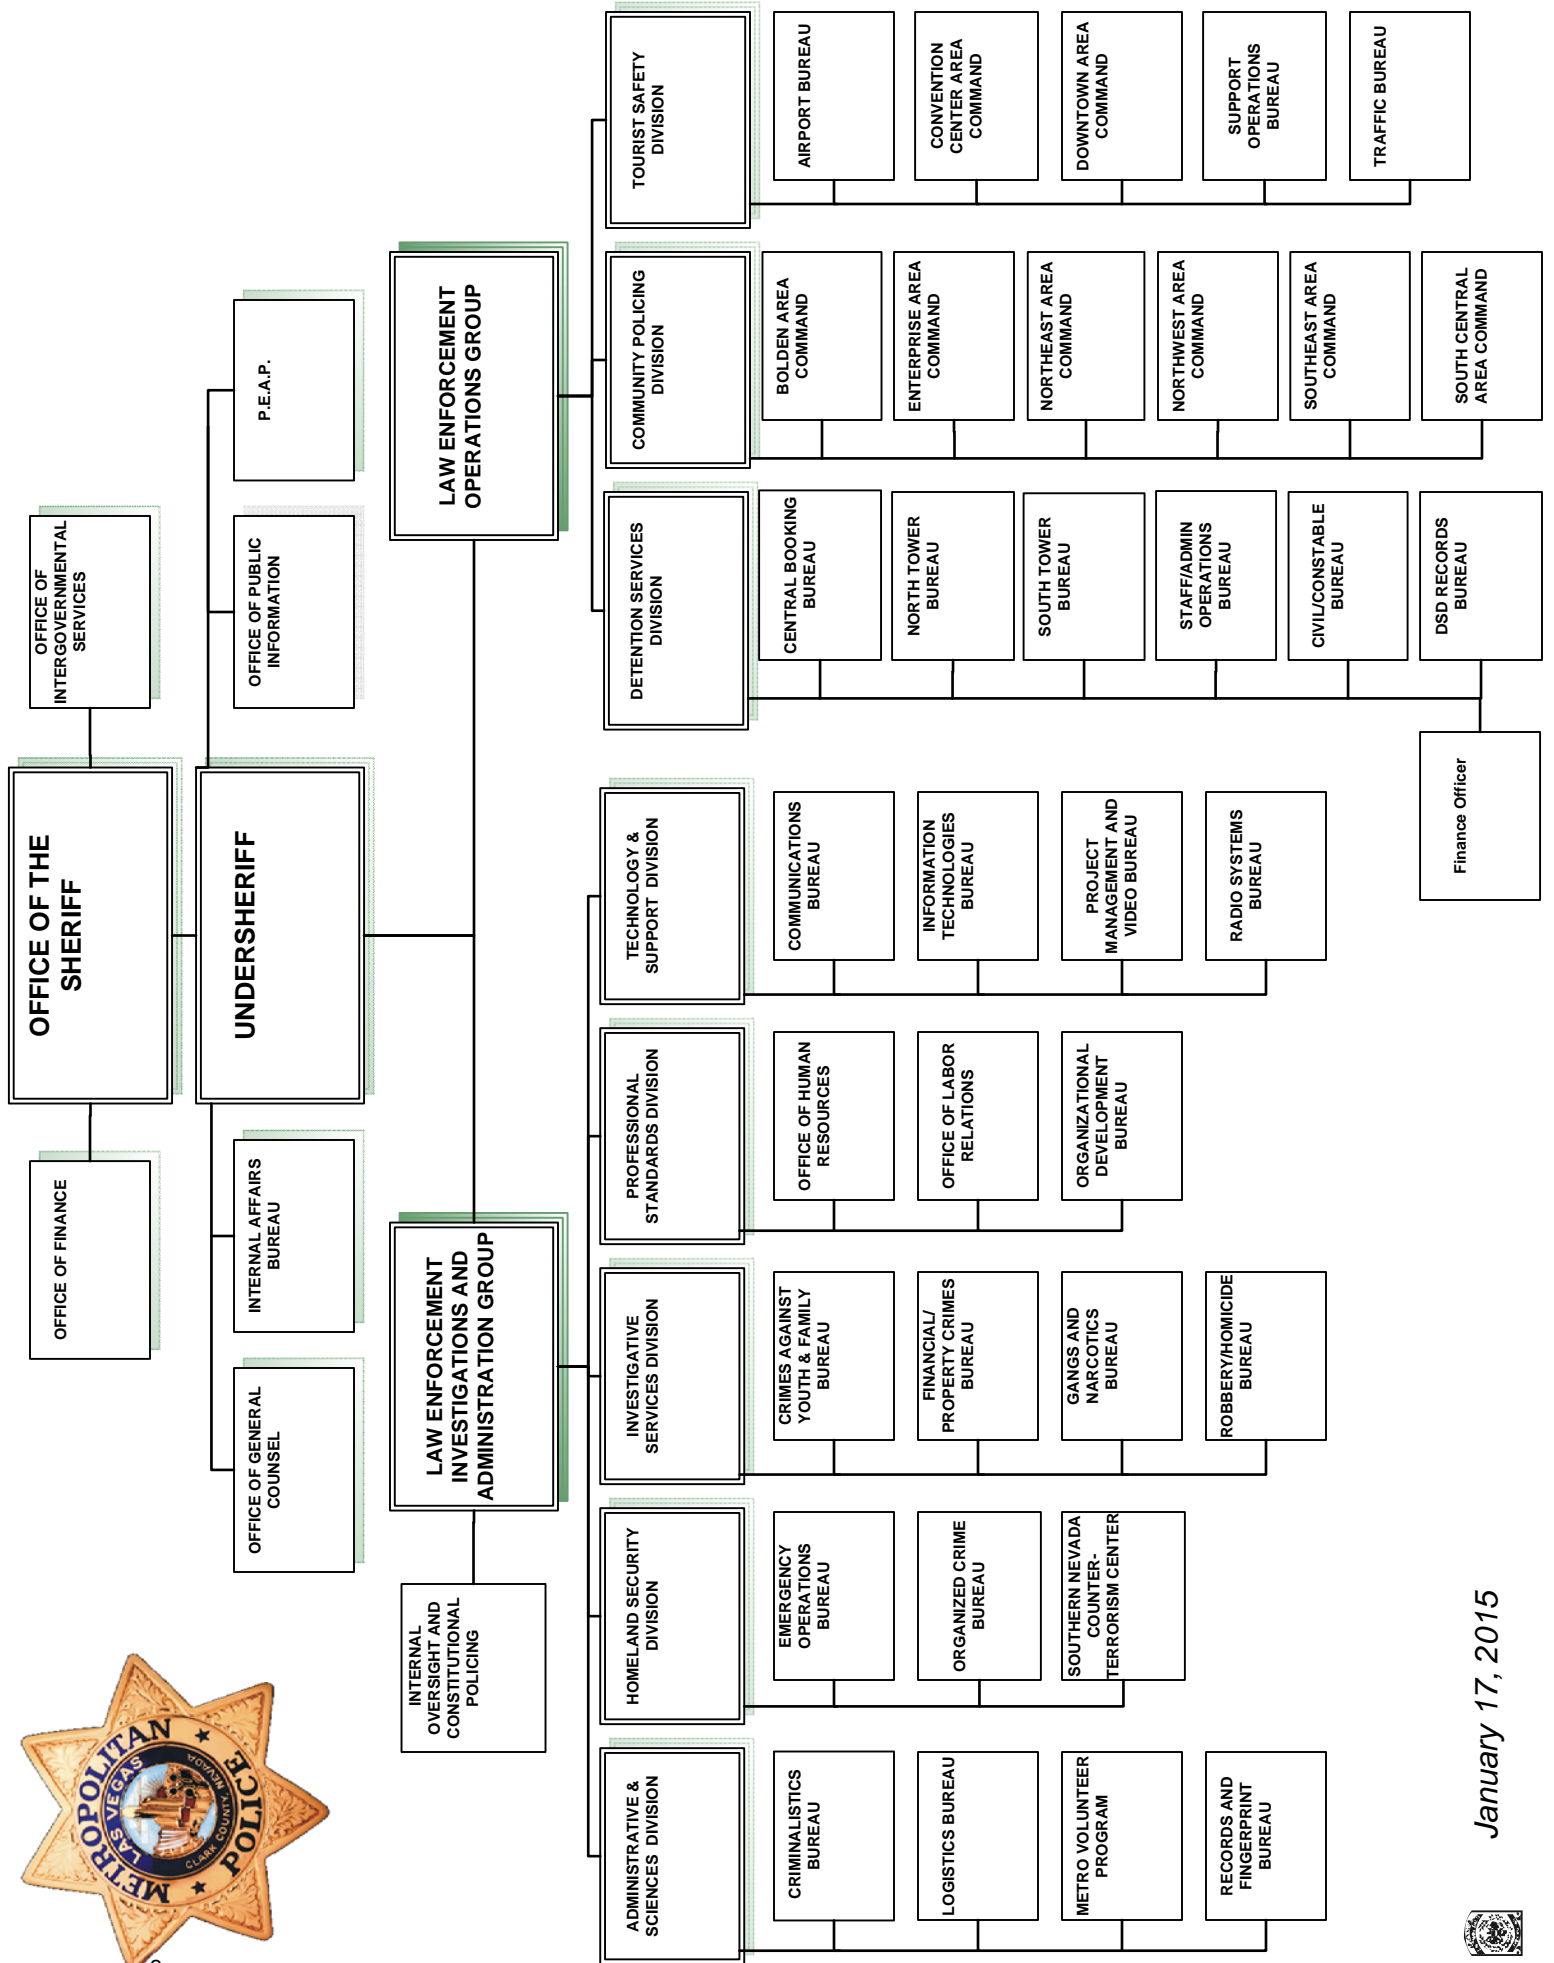 METROPOLITAN
LAS VEGAS
CLARK COUNTY, NEVADA
POLICE
OFFICE OF FINANCE
OFFICE OF THE
SHERIFF
OFFICE OF
INTERGOVERNMENTAL
SERVICES
OFFICE OF GENERAL
COUNSEL
INTERNAL AFFAIRS
BUREAU
UNDERSHERIFF
OFFICE OF PUBLIC
INFORMATION
P.E.A.P.
INTERNAL
OVERSIGHT AND
CONSTITUTIONAL
POLICING
LAW ENFORCEMENT
INVESTIGATIONS AND
ADMINISTRATION GROUP
LAW ENFORCEMENT
OPERATIONS GROUP
ADMINISTRATIVE &
SCIENCES DIVISION
CRIMINALISTICS
BUREAU
LOGISTICS BUREAU
METRO VOLUNTEER
PROGRAM
RECORDS AND
FINGERPRINT
BUREAU
HOMELAND SECURITY
DIVISION
EMERGENCY
OPERATIONS
BUREAU
ORGANIZED CRIME
BUREAU
SOUTHERN NEVADA
COUNTER-
TERRORISM CENTER
INVESTIGATIVE
SERVICES DIVISION
CRIMES AGAINST
YOUTH & FAMILY
BUREAU
FINANCIAL/
PROPERTY CRIMES
BUREAU
GANGS AND
NARCOTICS
BUREAU
ROBBERY/HOMICIDE
BUREAU
PROFESSIONAL
STANDARDS DIVISION
OFFICE OF HUMAN
RESOURCES
OFFICE OF LABOR
RELATIONS
ORGANIZATIONAL
DEVELOPMENT
BUREAU
TECHNOLOGY &
SUPPORT DIVISION
COMMUNICATIONS
BUREAU
INFORMATION
TECHNOLOGIES
BUREAU
PROJECT
MANAGEMENT AND
VIDEO BUREAU
RADIO SYSTEMS
BUREAU
DETENTION SERVICES
DIVISION
CENTRAL BOOKING
BUREAU
NORTH TOWER
BUREAU
SOUTH TOWER
BUREAU
STAFF/ADMIN
OPERATIONS
BUREAU
CIVIL/CONSTABLE
BUREAU
DSD RECORDS
BUREAU
Finance Officer
COMMUNITY POLICING
DIVISION
BOLDEN AREA
COMMAND
ENTERPRISE AREA
COMMAND
NORTHEAST AREA
COMMAND
NORTHWEST AREA
COMMAND
SOUTHEAST AREA
COMMAND
SOUTH CENTRAL
AREA COMMAND
TOURIST SAFETY
DIVISION
AIRPORT BUREAU
CONVENTION
CENTER AREA
COMMAND
DOWNTOWN AREA
COMMAND
SUPPORT
OPERATIONS
BUREAU
TRAFFIC BUREAU
January 17, 2015